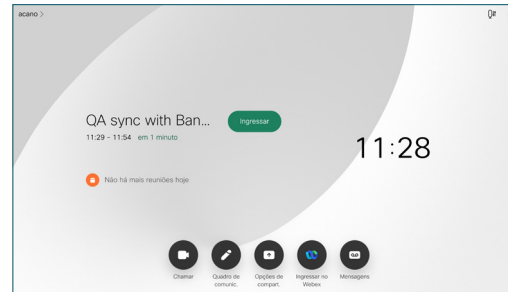 acano
QA sync with Ban...
Ingressar
11:29 - 11:54 em 1 minuto
11:28
Não há mais reuniões hoje
Chamar
Quadro de
comunic.
Opções de
compart.
Ingressar no
Webex
Mensagens